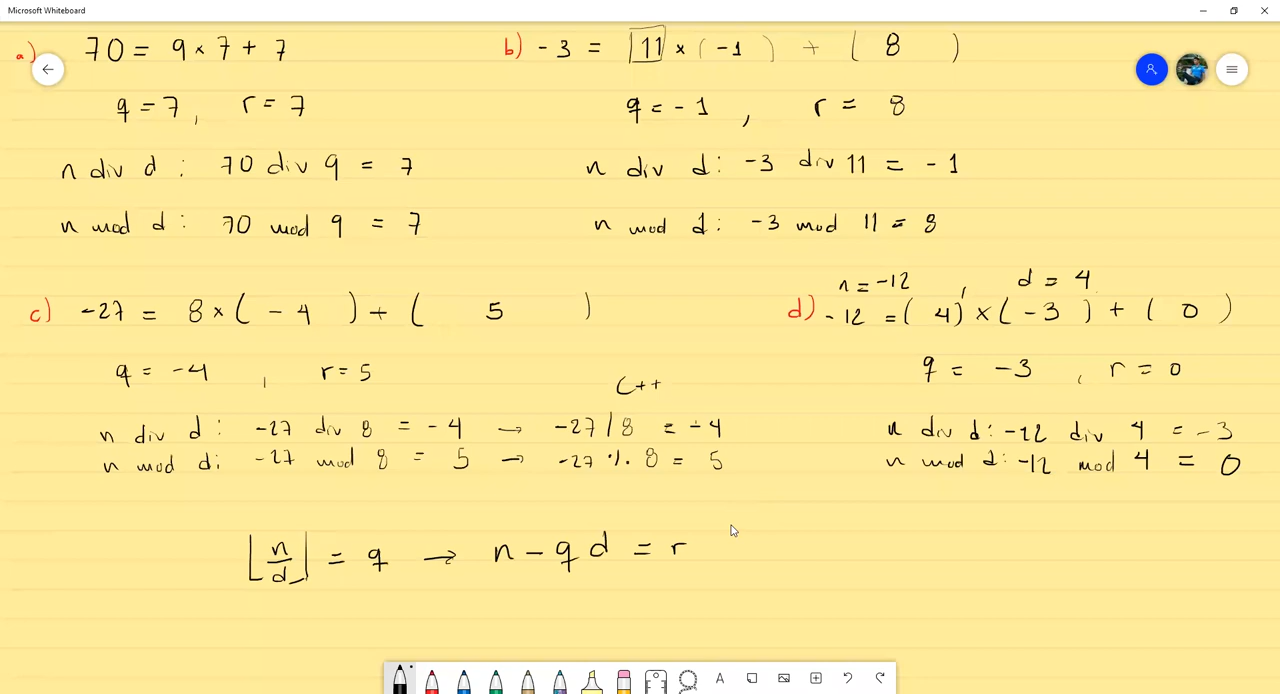 Microsoft Whiteboard
a) 70 = 9 × 7 + 7
q = 7 , r = 7
n div d : 70 div 9 = 7
n mod d : 70 mod 9 = 7
b) -3 = 11 × ( -1 ) + ( 8 )
q = -1 , r = 8
n div d : -3 div 11 = -1
n mod d : -3 mod 11 = 8
c) -27 = 8 × ( -4 ) + ( 5 )
q = -4 , r = 5
C++
n div d : -27 div 8 = -4 → -27 / 8 = -4
n mod d : -27 mod 8 = 5 → -27 % 8 = 5
n = -12 , d = 4
d) -12 = ( 4 ) × ( -3 ) + ( 0 )
q = -3 , r = 0
n div d : -12 div 4 = -3
n mod d : -12 mod 4 = 0
⌊n/d⌋ = q → n - q d = r
A